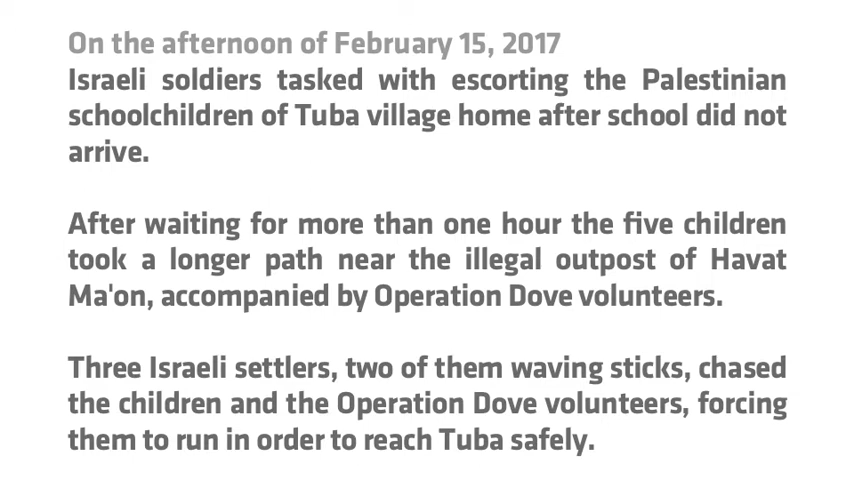 On the afternoon of February 15, 2017
Israeli soldiers tasked with escorting the Palestinian
schoolchildren of Tuba village home after school did not
arrive.
After waiting for more than one hour the five children
took a longer path near the illegal outpost of Havat
Ma'on, accompanied by Operation Dove volunteers.
Three Israeli settlers, two of them waving sticks, chased
the children and the Operation Dove volunteers, forcing
them to run in order to reach Tuba safely.